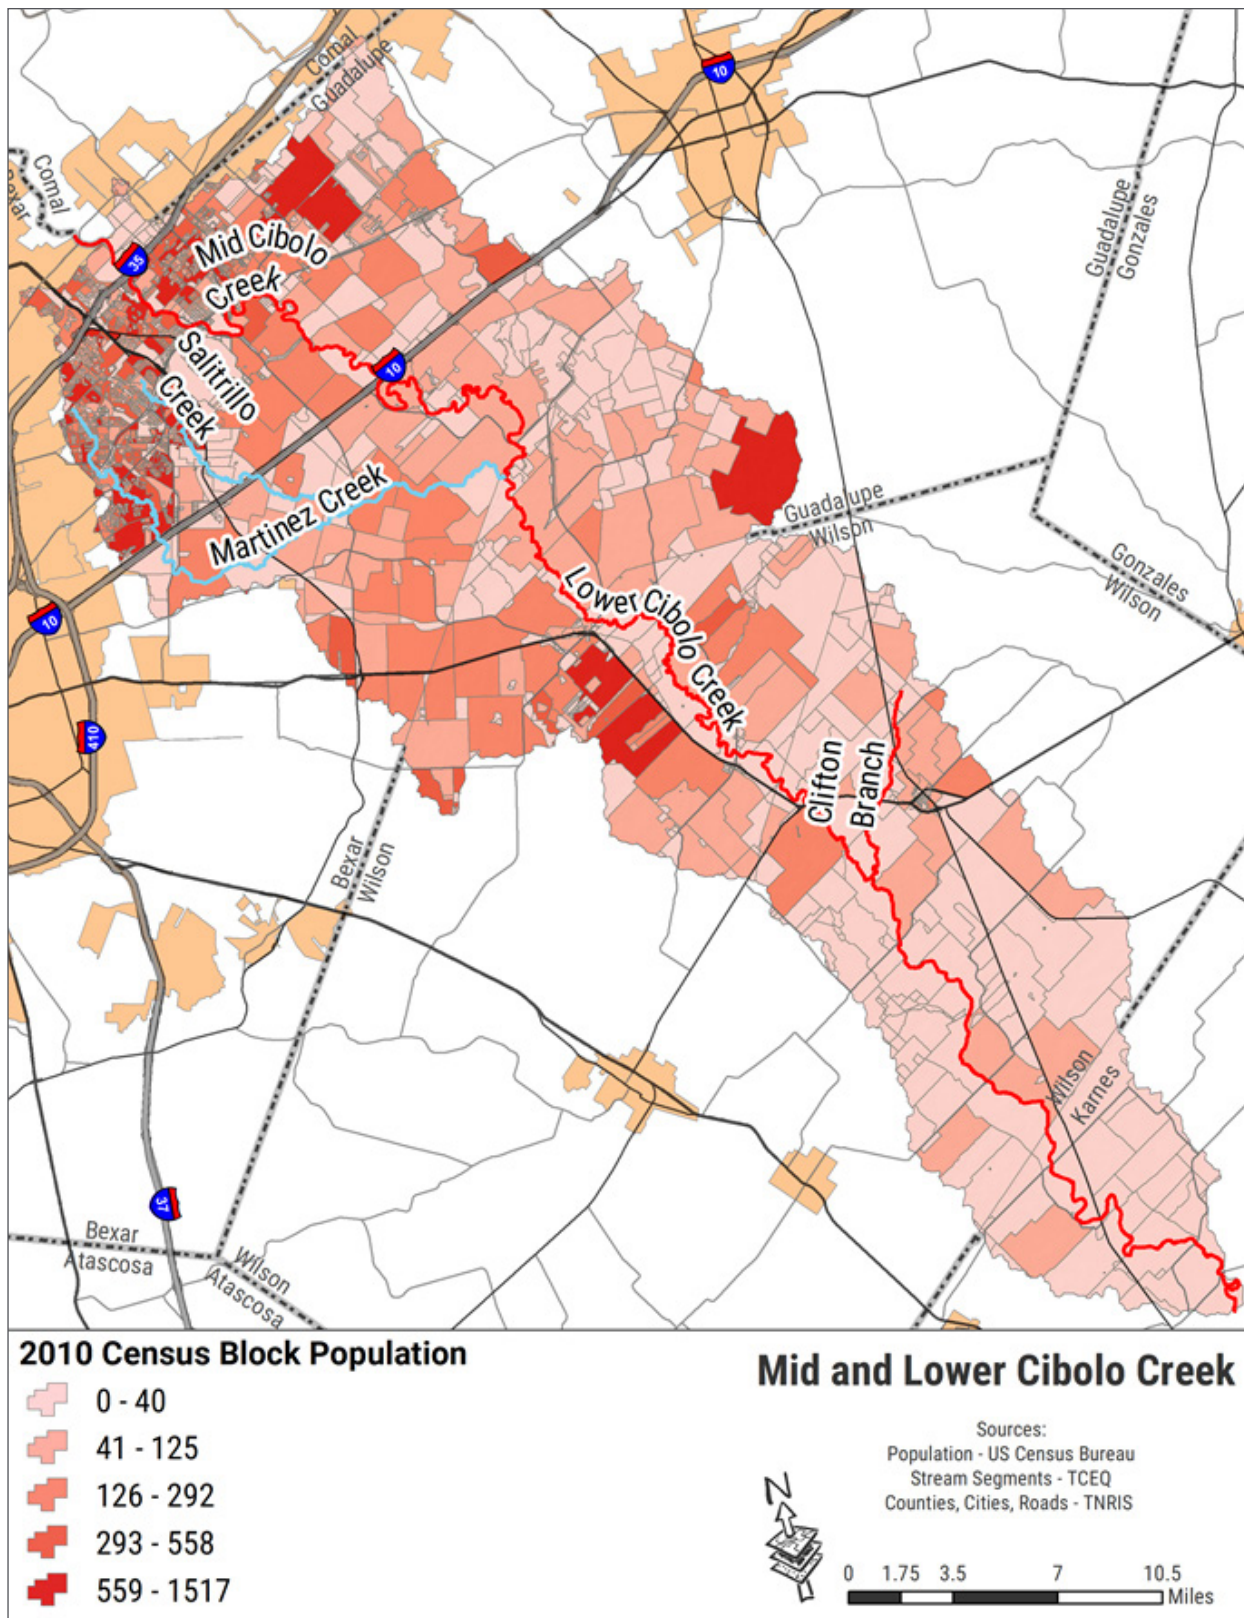 Comal
Guadalupe
10
Comal
Bexar
Guadalupe
Gonzales
35
Mid Cibolo
Creek
10
Salitrillo
Creek
Martinez Creek
Guadalupe
Wilson
Gonzales
Wilson
10
Lower Cibolo Creek
410
Clifton
Branch
Bexar
Wilson
Wilson
Karnes
37
Bexar
Atascosa
Wilson
Atascosa
2010 Census Block Population
0 - 40
41 - 125
126 - 292
293 - 558
559 - 1517
Mid and Lower Cibolo Creek
Sources:
Population - US Census Bureau
Stream Segments - TCEQ
Counties, Cities, Roads - TNRIS
N
0 1.75 3.5 7 10.5
Miles